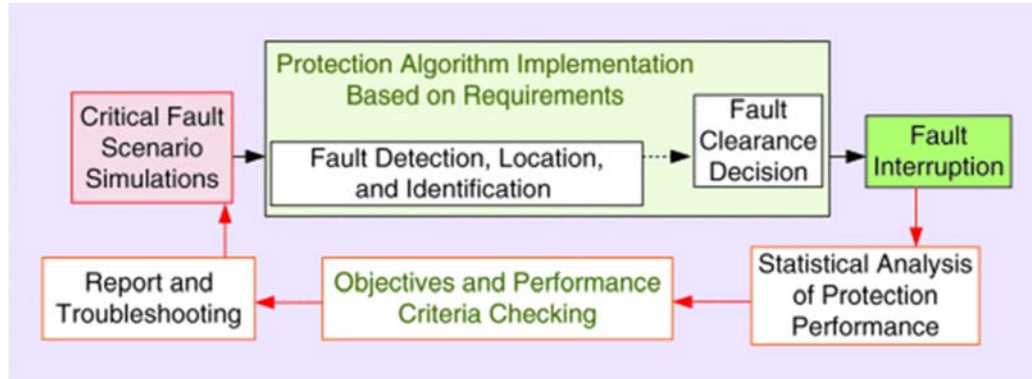 Protection Algorithm Implementation
Based on Requirements
Critical Fault
Scenario
Simulations
Fault Detection, Location,
and Identification
Fault
Clearance
Decision
Fault
Interruption
Statistical Analysis
of Protection
Performance
Objectives and Performance
Criteria Checking
Report and
Troubleshooting